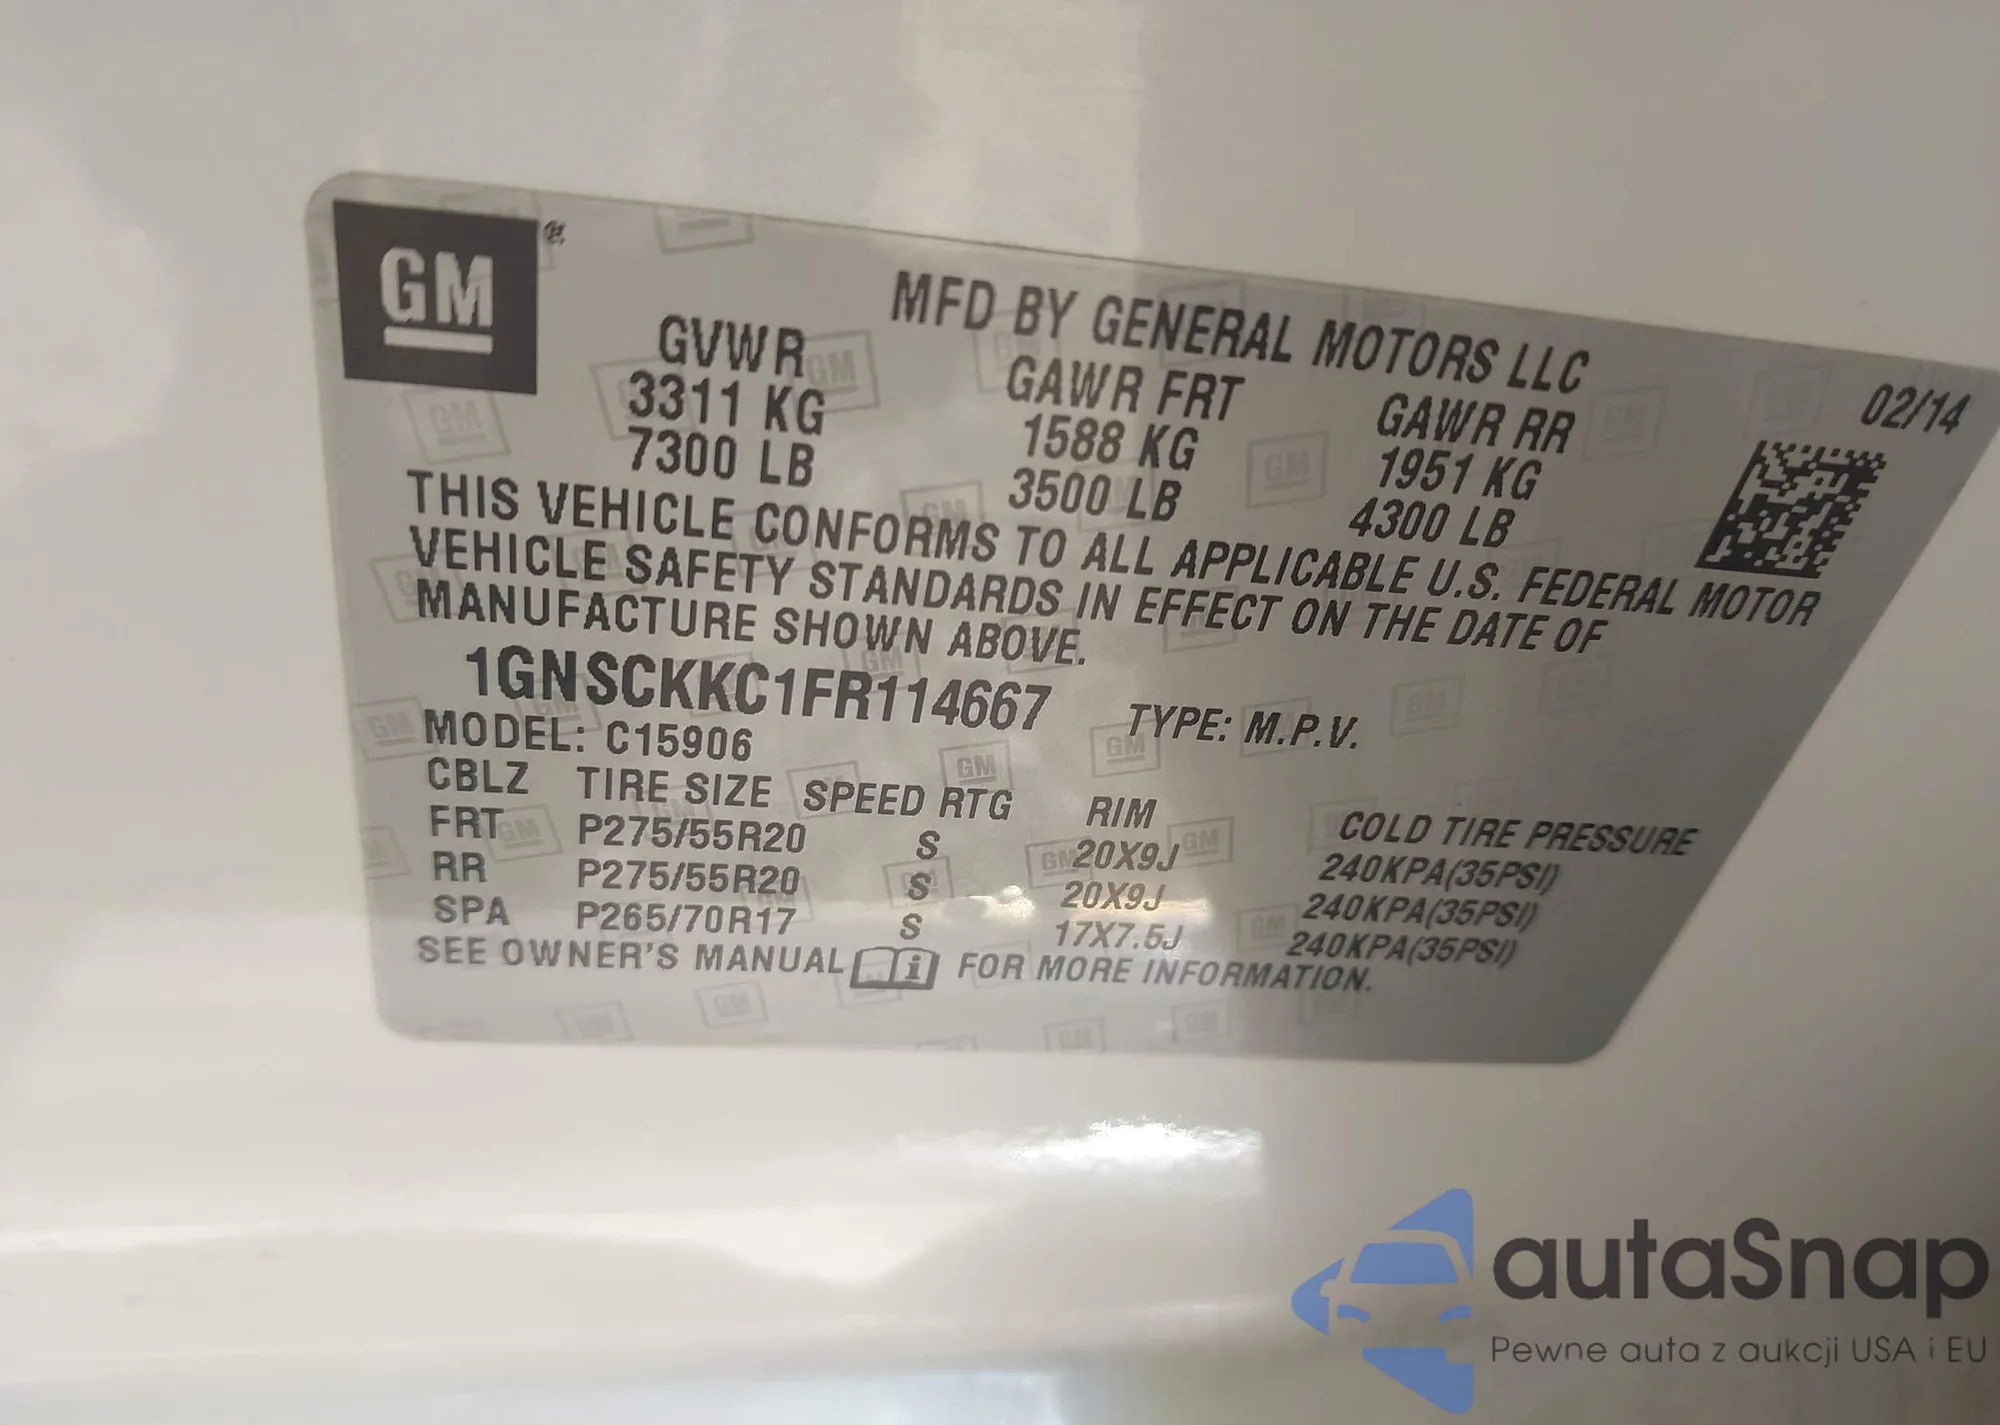 GM®
MFD BY GENERAL MOTORS LLC
02/14
GVWR GAWR FRT GAWR RR
3311 KG 1588 KG 1951 KG
7300 LB 3500 LB 4300 LB
THIS VEHICLE CONFORMS TO ALL APPLICABLE U.S. FEDERAL MOTOR
VEHICLE SAFETY STANDARDS IN EFFECT ON THE DATE OF
MANUFACTURE SHOWN ABOVE.
1GNSCKKC1FR114667 TYPE: M.P.V.
MODEL: C15906
CBLZ TIRE SIZE SPEED RTG RIM COLD TIRE PRESSURE
FRT P275/55R20 S 20X9J 240KPA(35PSI)
RR P275/55R20 S 20X9J 240KPA(35PSI)
SPA P265/70R17 S 17X7.5J 240KPA(35PSI)
SEE OWNER'S MANUAL i FOR MORE INFORMATION.
autaSnap
Pewne auta z aukcji USA i EU